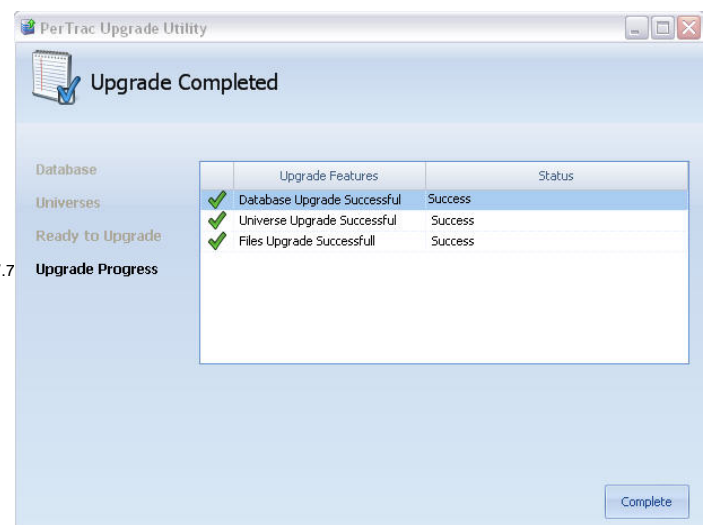 PerTrac Upgrade Utility
Upgrade Completed
Database
Universes
Ready to Upgrade
.7
Upgrade Progress
Upgrade Features Status
Database Upgrade Successful Success
Universe Upgrade Successful Success
Files Upgrade Successfull Success
Complete